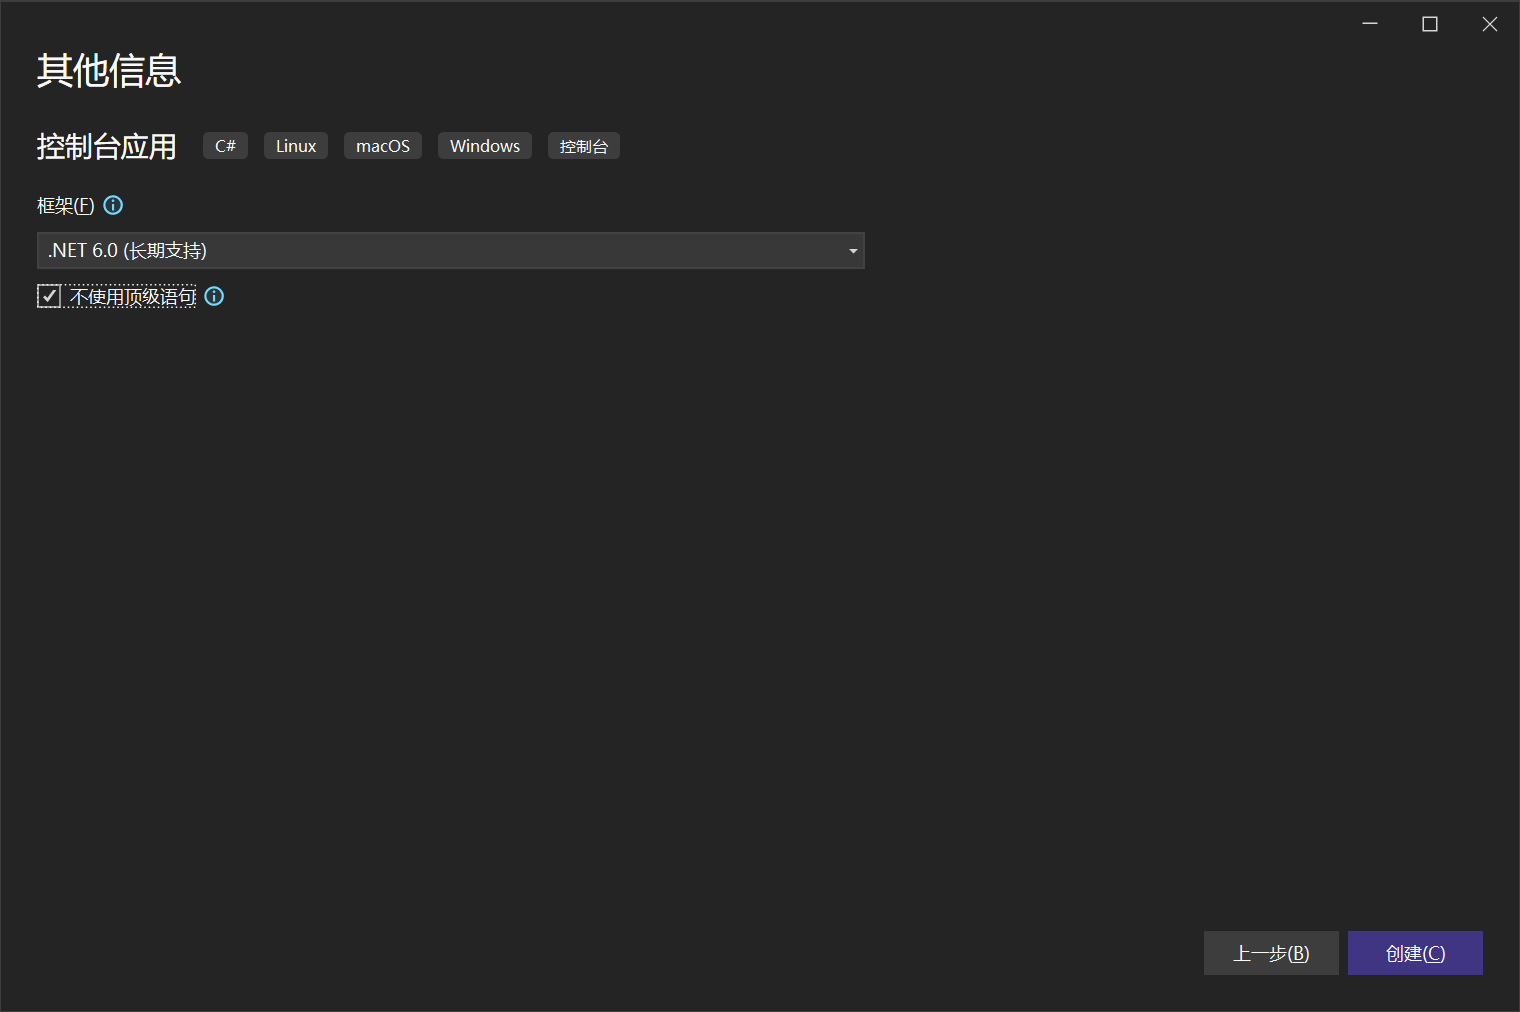 其他信息
控制台应用 C# Linux macOS Windows 控制台
框架(F)
.NET 6.0 (长期支持)
不使用顶级语句
上一步(B) 创建(C)